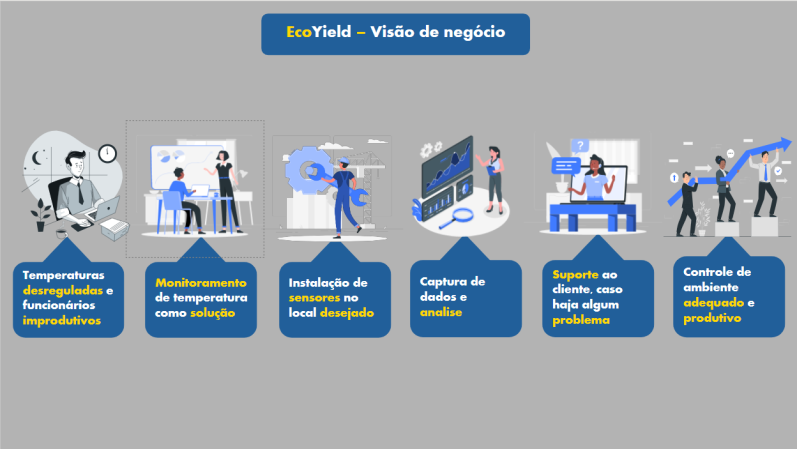 EcoYield – Visão de negócio
?
Temperaturas
desreguladas e
funcionários
improdutivos
Monitoramento
de temperatura
como solução
Instalação de
sensores no
local desejado
Captura de
dados e
analise
Suporte ao
cliente, caso
haja algum
problema
Controle de
ambiente
adequado e
produtivo